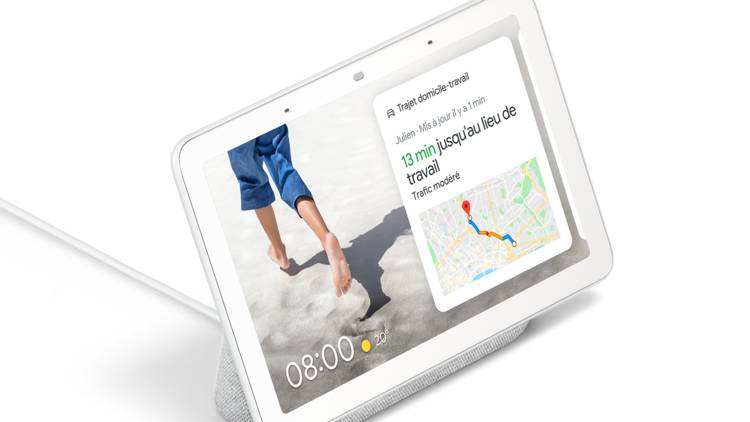 Trajet domicile-travail
Julien · Mis à jour il y a 1 min
13 min jusqu'au lieu de
travail
Trafic modéré
08:00
20°